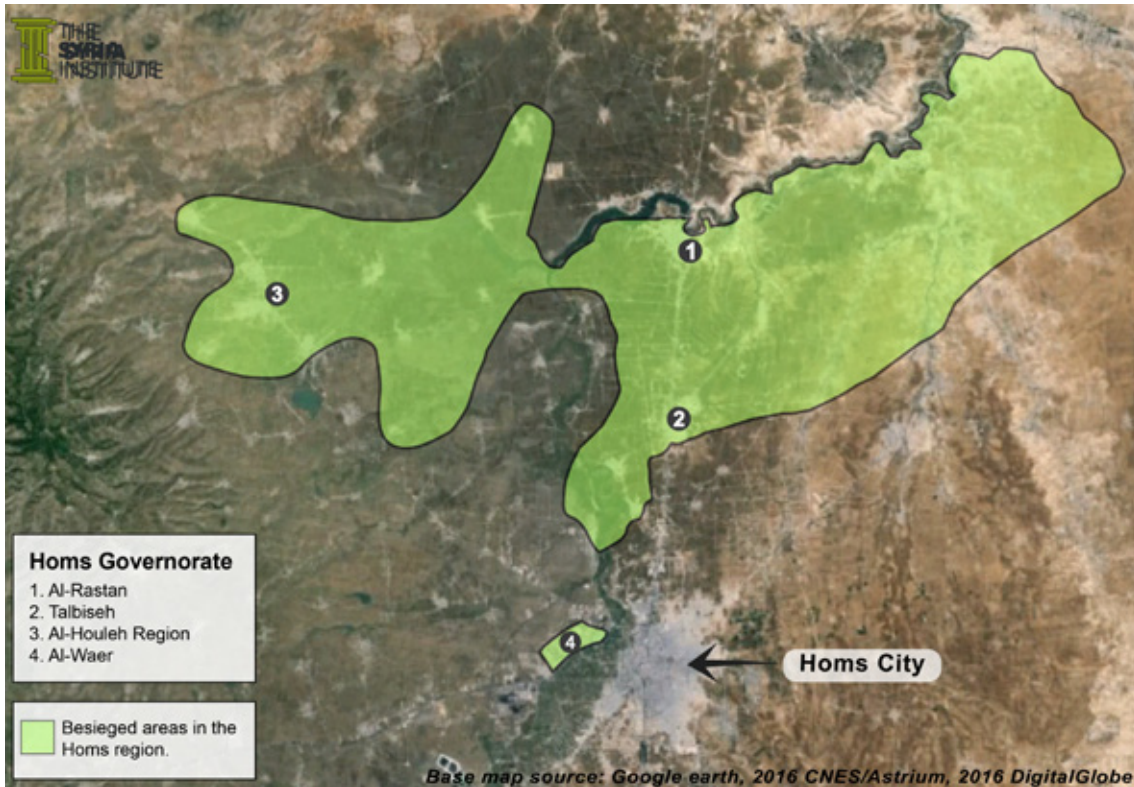 THE
SYRIA
INSTITUTE
1
3
2
4
Homs City
Homs Governorate
1. Al-Rastan
2. Talbiseh
3. Al-Houleh Region
4. Al-Waer
Besieged areas in the
Homs region.
Base map source: Google earth, 2016 CNES/Astrium, 2016 DigitalGlobe